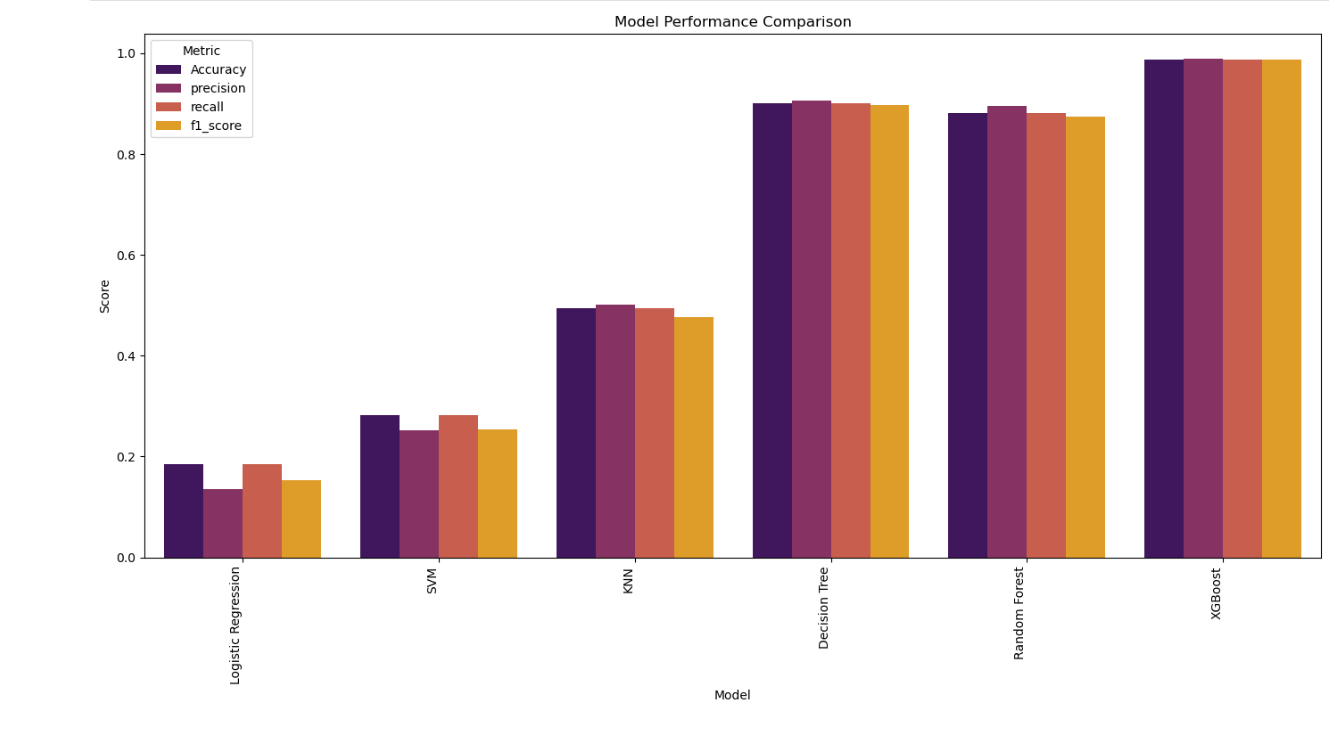 Model Performance Comparison
Metric
Accuracy
precision
recall
f1_score
1.0
0.8
0.6
0.4
0.2
0.0
Score
Logistic Regression
SVM
KNN
Decision Tree
Random Forest
XGBoost
Model